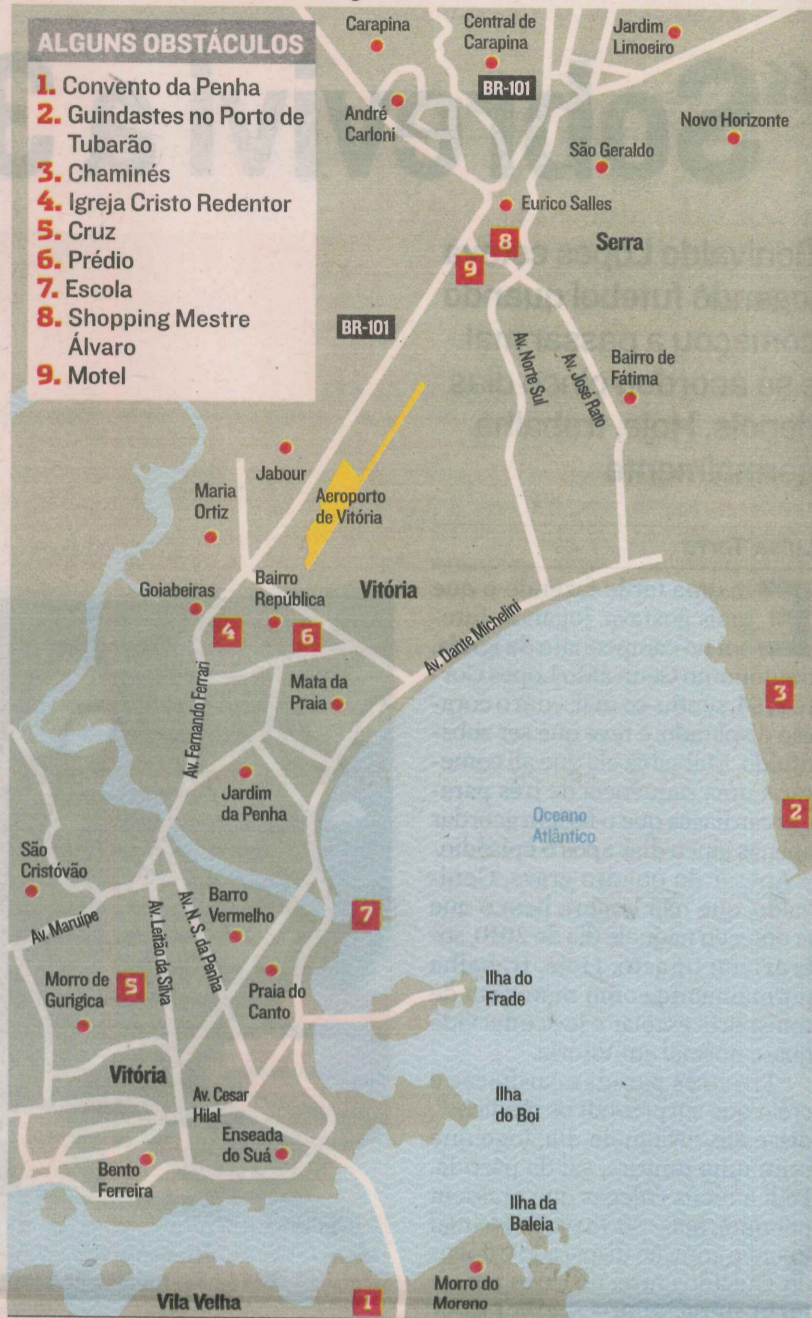 ALGUNS OBSTÁCULOS
1. Convento da Penha
2. Guindastes no Porto de
Tubarão
3. Chaminés
4. Igreja Cristo Redentor
5. Cruz
6. Prédio
7. Escola
8. Shopping Mestre
Álvaro
9. Motel
Carapina
Central de
Carapina
Jardim
Limoeiro
BR-101
André
Carloni
Novo Horizonte
São Geraldo
Eurico Salles
8
Serra
9
BR-101
Av. Norte Sul
Av. José Rato
Bairro de
Fátima
Jabour
Maria
Ortiz
Aeroporto
de Vitória
Goiabeiras
Bairro
República
Vitória
4
6
Av. Dante Michelini
Mata da
Praia
3
Av. Fernando Ferrari
Jardim
da Penha
Oceano
Atlântico
2
São
Cristóvão
Av. Maruípe
Av. Leitão da Silva
Av. N. S. da Penha
Barro
Vermelho
7
Morro de
Gurigica
5
Praia do
Canto
Ilha do
Frade
Vitória
Av. Cesar
Hilal
Ilha
do Boi
Enseada
do Suá
Bento
Ferreira
Ilha da
Baleia
Vila Velha
1
Morro do
Moreno